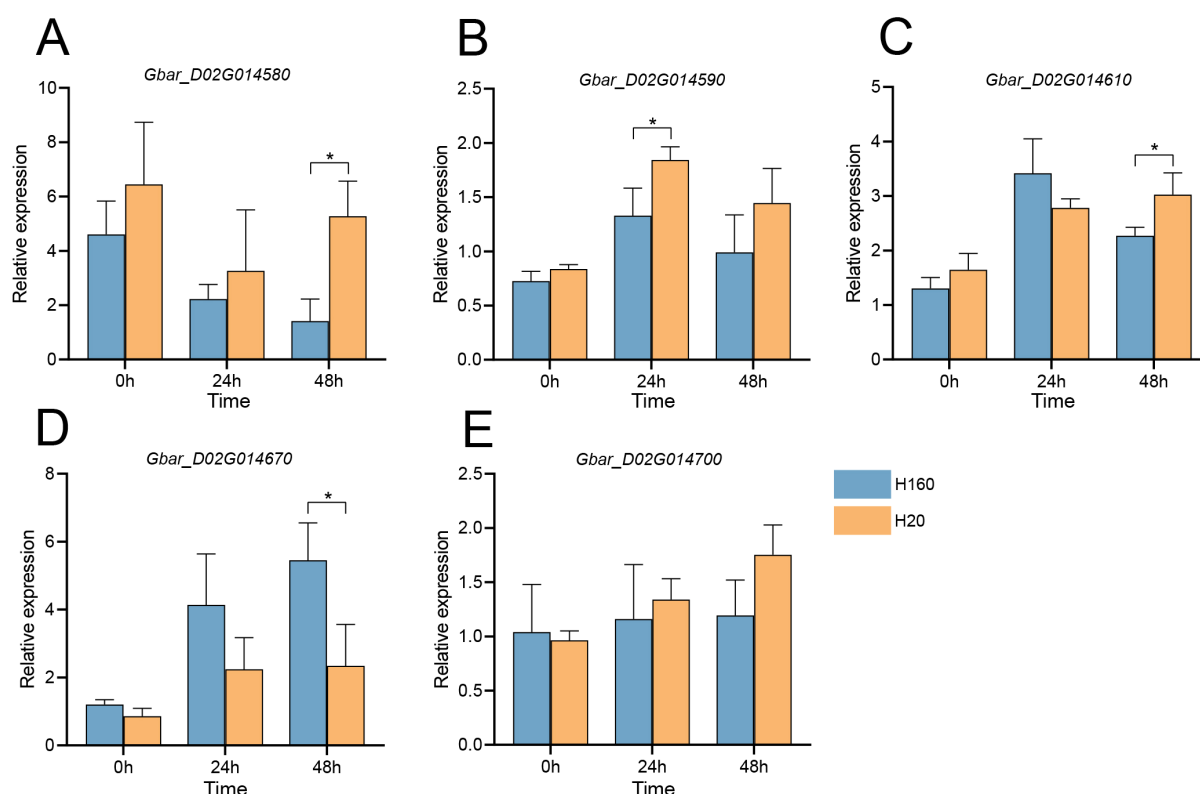 A
Gbar_D02G014580
Relative expression
10
8
6
4
2
0
*
0h
24h
48h
Time
B
Gbar_D02G014590
Relative expression
2.5
2.0
1.5
1.0
0.5
0.0
*
0h
24h
48h
Time
C
Gbar_D02G014610
Relative expression
5
4
3
2
1
0
*
0h
24h
48h
Time
D
Gbar_D02G014670
Relative expression
8
6
4
2
0
*
0h
24h
48h
Time
E
Gbar_D02G014700
Relative expression
2.5
2.0
1.5
1.0
0.5
0.0
0h
24h
48h
Time
H160
H20